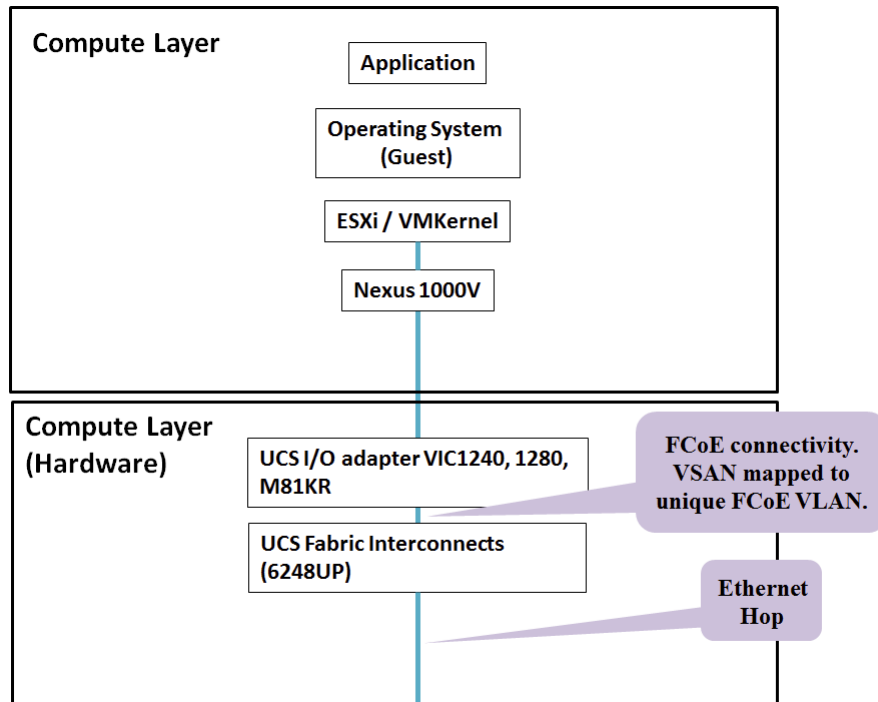 Compute Layer
Application
Operating System
(Guest)
ESXi / VMKernel
Nexus 1000V
Compute Layer
(Hardware)
UCS I/O adapter VIC1240, 1280,
M81KR
FCoE connectivity.
VSAN mapped to
unique FCoE VLAN.
UCS Fabric Interconnects
(6248UP)
Ethernet
Hop